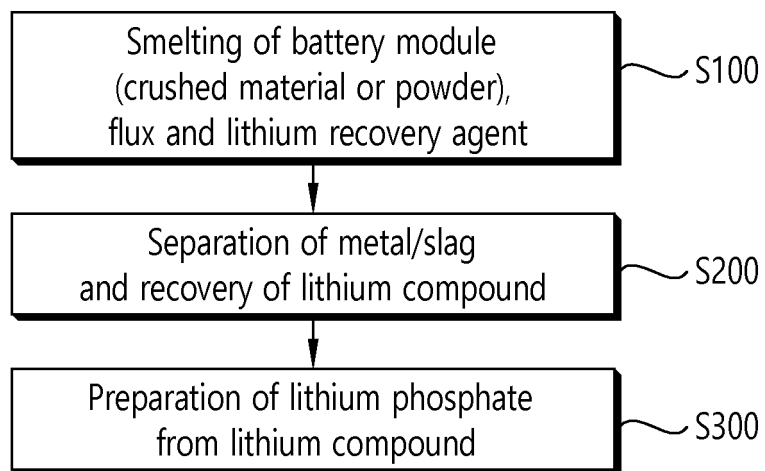 Smelting of battery module
(crushed material or powder),
flux and lithium recovery agent
S100
Separation of metal/slag
and recovery of lithium compound
S200
Preparation of lithium phosphate
from lithium compound
S300